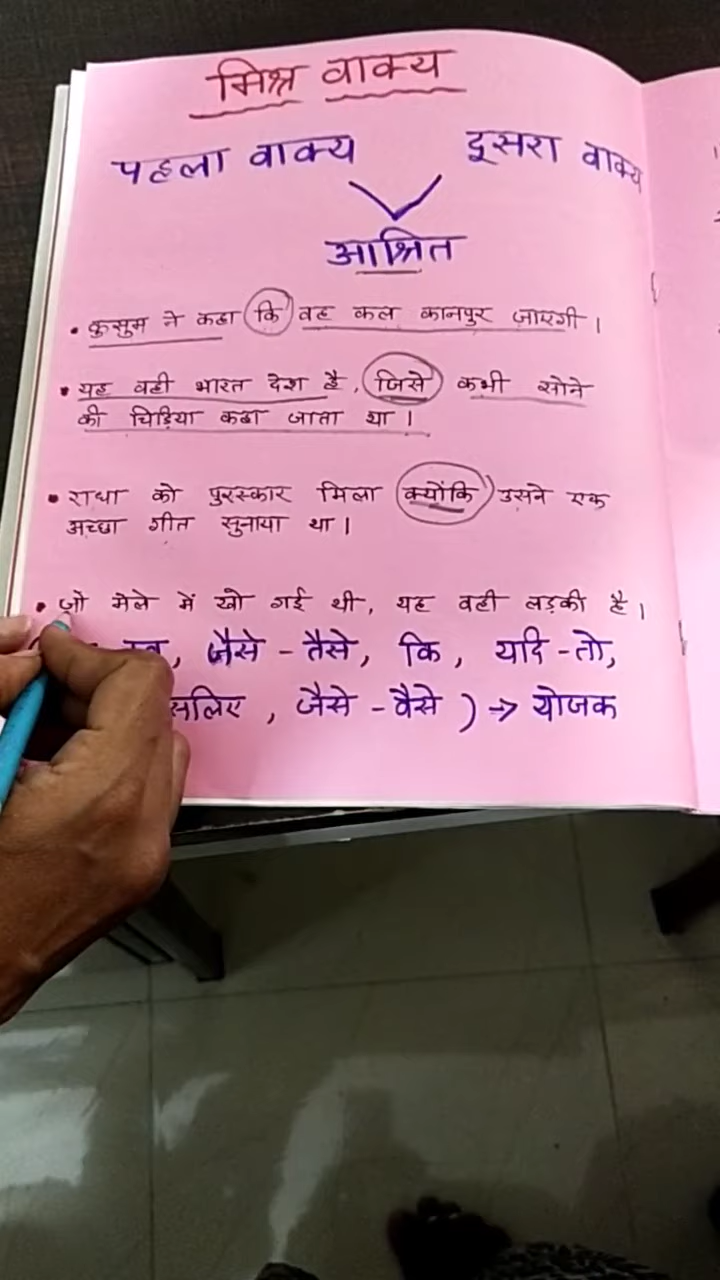 मिश्र वाक्य
पहला वाक्य दूसरा वाक्य
आश्रित
• कुसुम ने कहा कि वह कल कानपुर जाएगी।
• यह वही भारत देश है, जिसे कभी सोने
की चिड़िया कहा जाता था।
• राधा को पुरस्कार मिला क्योंकि उसने एक
अच्छा गीत सुनाया था।
• जो मेले में खो गई थी, यह वही लड़की है।
जैसे - तैसे, कि, यदि - तो,
जैसे - वैसे ) → योजक